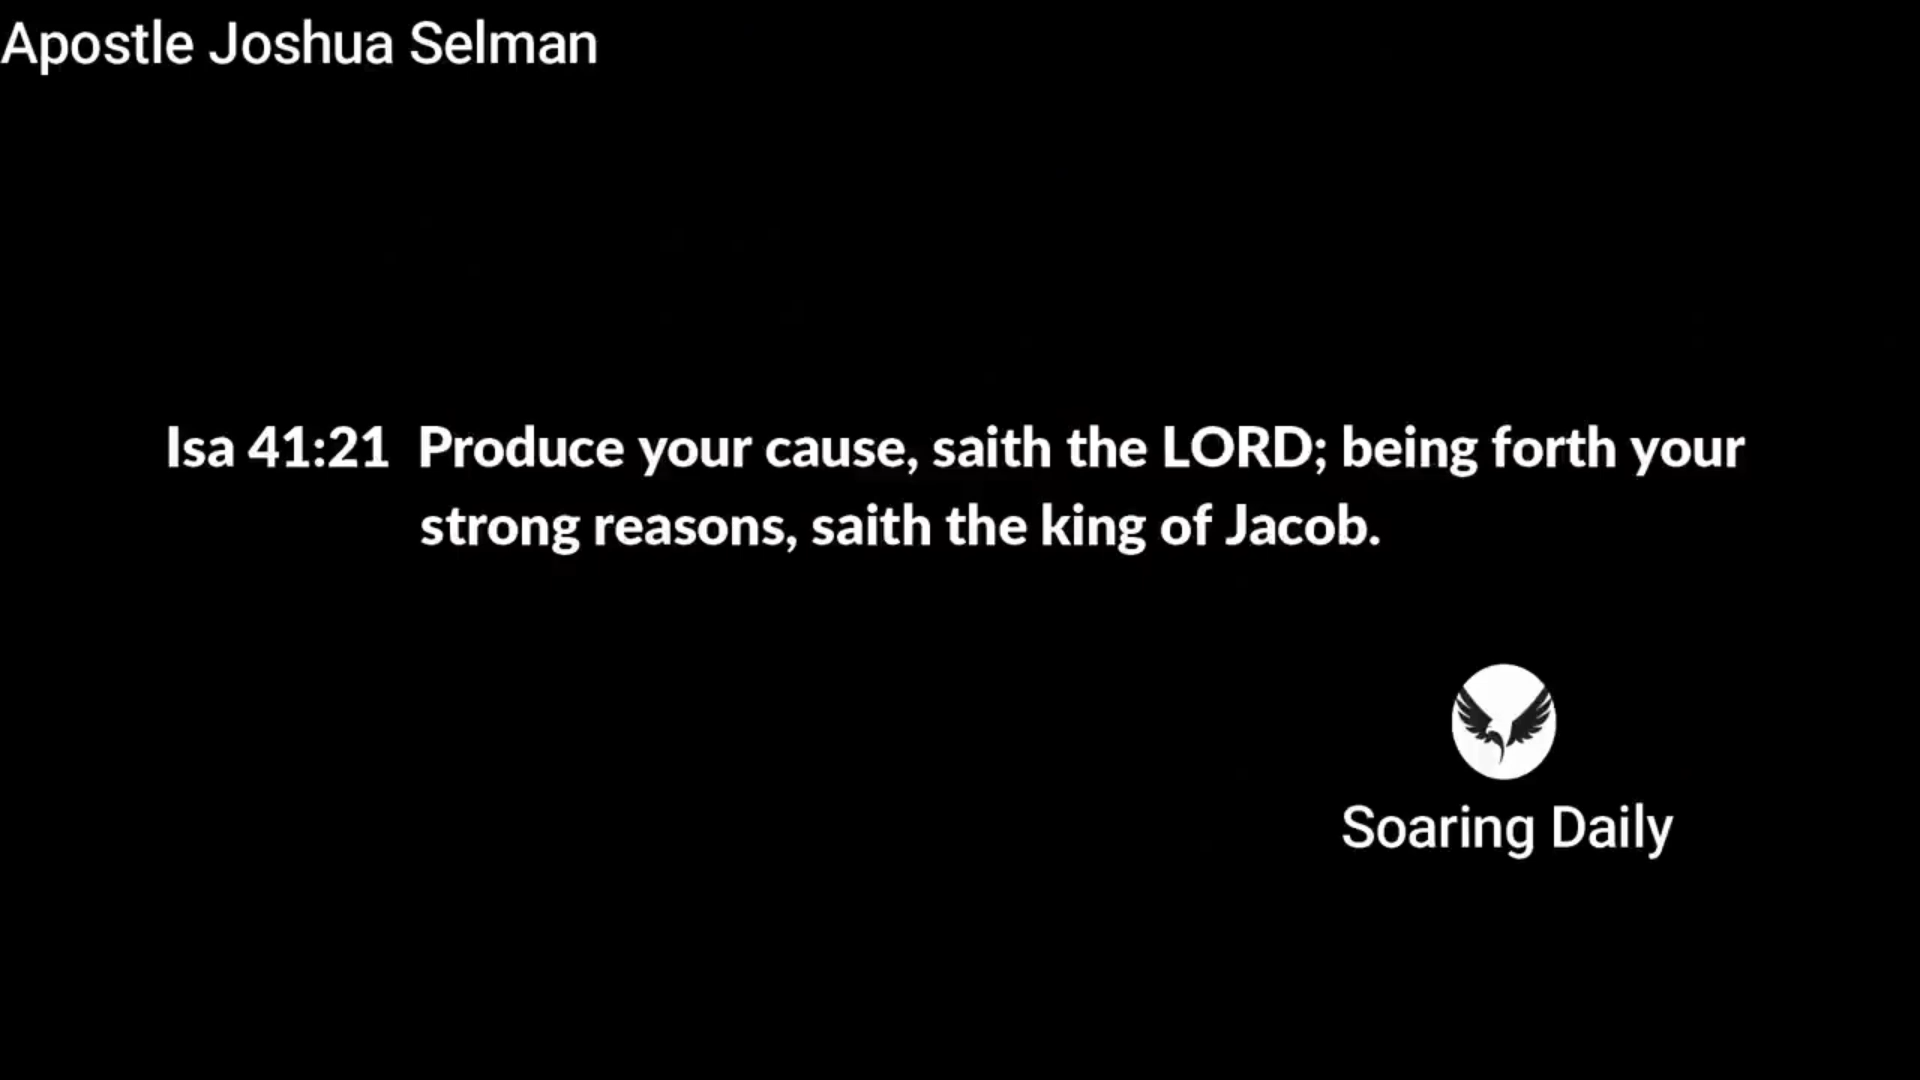 Apostle Joshua Selman
Isa 41:21 Produce your cause, saith the LORD; being forth your
strong reasons, saith the king of Jacob.
Soaring Daily